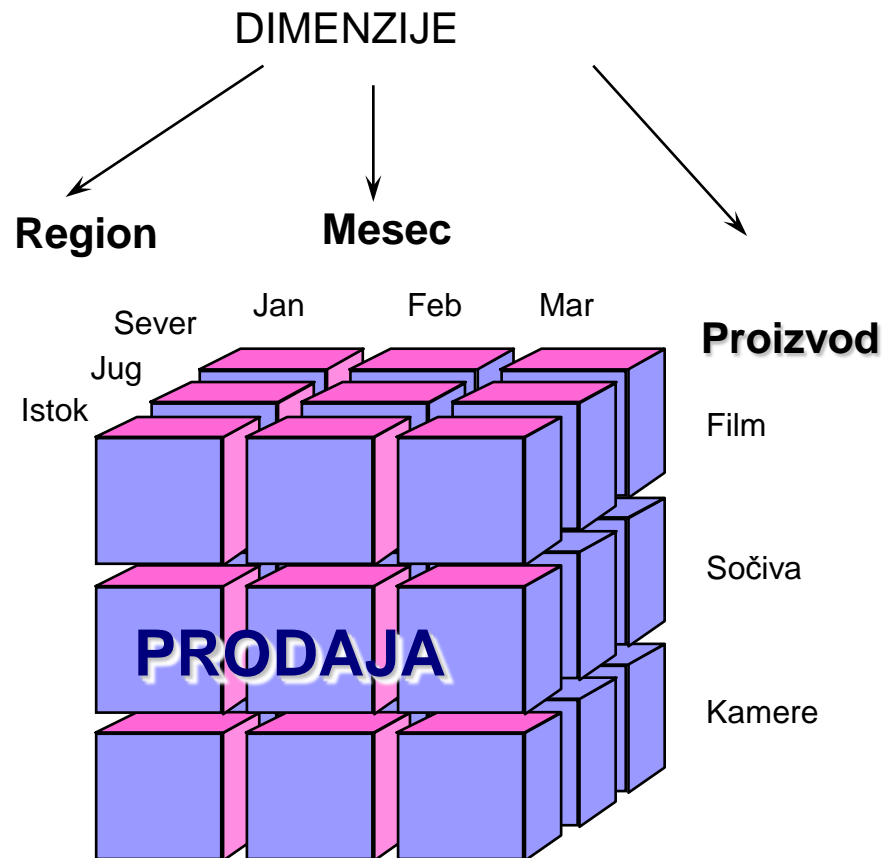 DIMENZIJE
Region
Mesec
Proizvod
Sever
Jug
Istok
Jan
Feb
Mar
Film
Sočiva
Kamere
PRODAJA